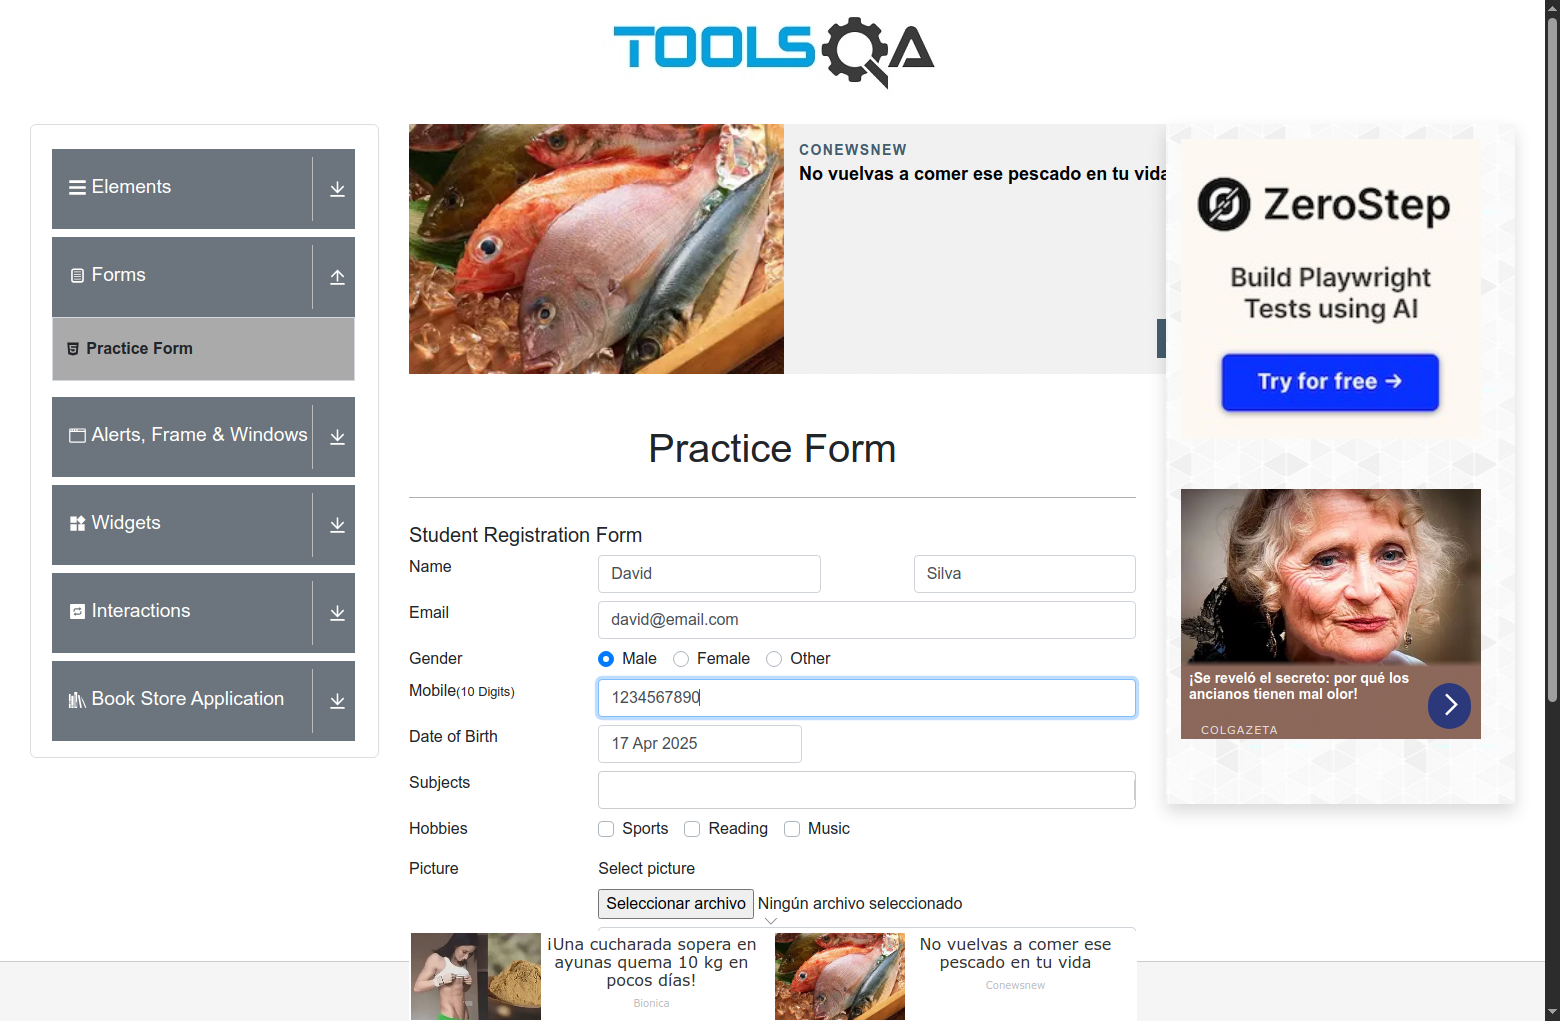 TOOLSQA
Elements
Forms
Practice Form
Alerts, Frame & Windows
Widgets
Interactions
Book Store Application
CONEWSNEW
No vuelvas a comer ese pescado en tu vida
Practice Form
Student Registration Form
Name
David
Silva
Email
david@email.com
Gender
Male
Female
Other
Mobile(10 Digits)
1234567890
Date of Birth
17 Apr 2025
Subjects
Hobbies
Sports
Reading
Music
Picture
Select picture
Seleccionar archivo
Ningún archivo seleccionado
¡Una cucharada sopera en
ayunas quema 10 kg en
pocos días!
Bionica
No vuelvas a comer ese
pescado en tu vida
Conewsnew
ZeroStep
Build Playwright
Tests using AI
Try for free →
¡Se reveló el secreto: por qué los
ancianos tienen mal olor!
COLGAZETA